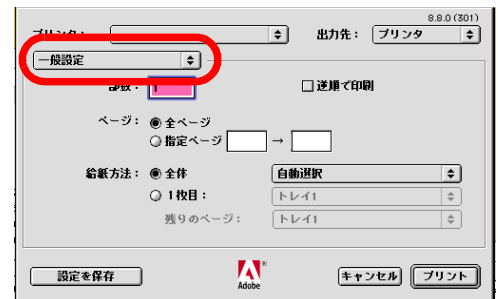 8.8.0 (301)
プリンタ： 出力先： プリンタ
一般設定
部数： 1 逆順で印刷
ページ： 全ページ
指定ページ →
給紙方法： 全体 自動選択
1枚目： トレイ1
残りのページ： トレイ1
設定を保存 Adobe キャンセル プリント